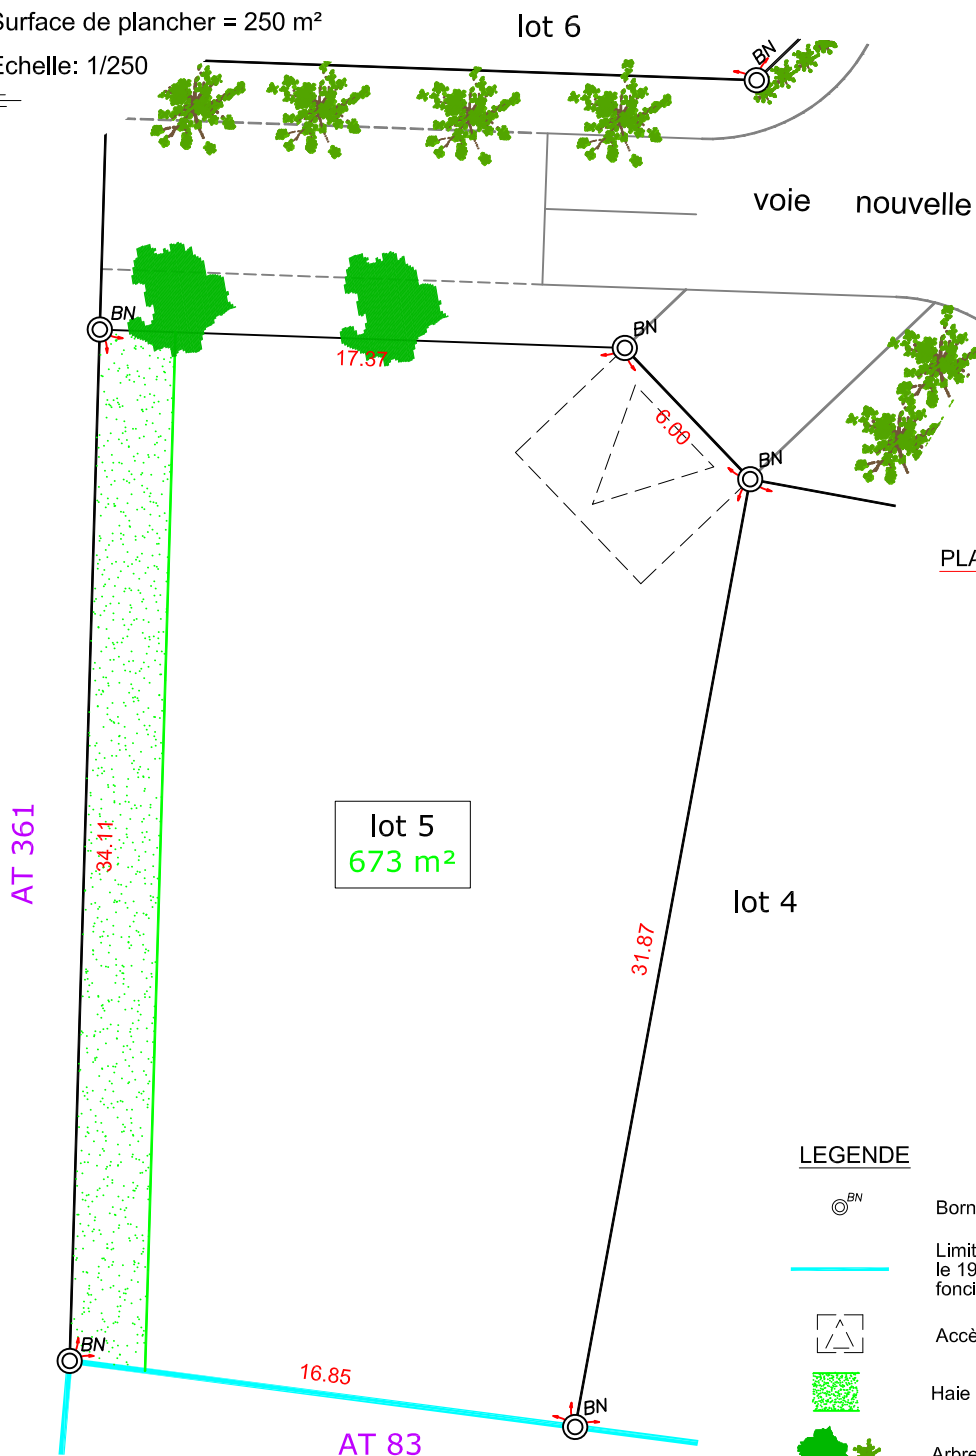 Surface de plancher = 250 m²
lot 6
Echelle: 1/250
BN
voie nouvelle
BN
BN
17.37
6.00
BN
PLA
AT 361
34.11
lot 5
673 m²
lot 4
31.87
LEGENDE
BN
Born
Limit
le 19
fonci
Accè
BN
16.85
Haie
BN
AT 83
Arbre